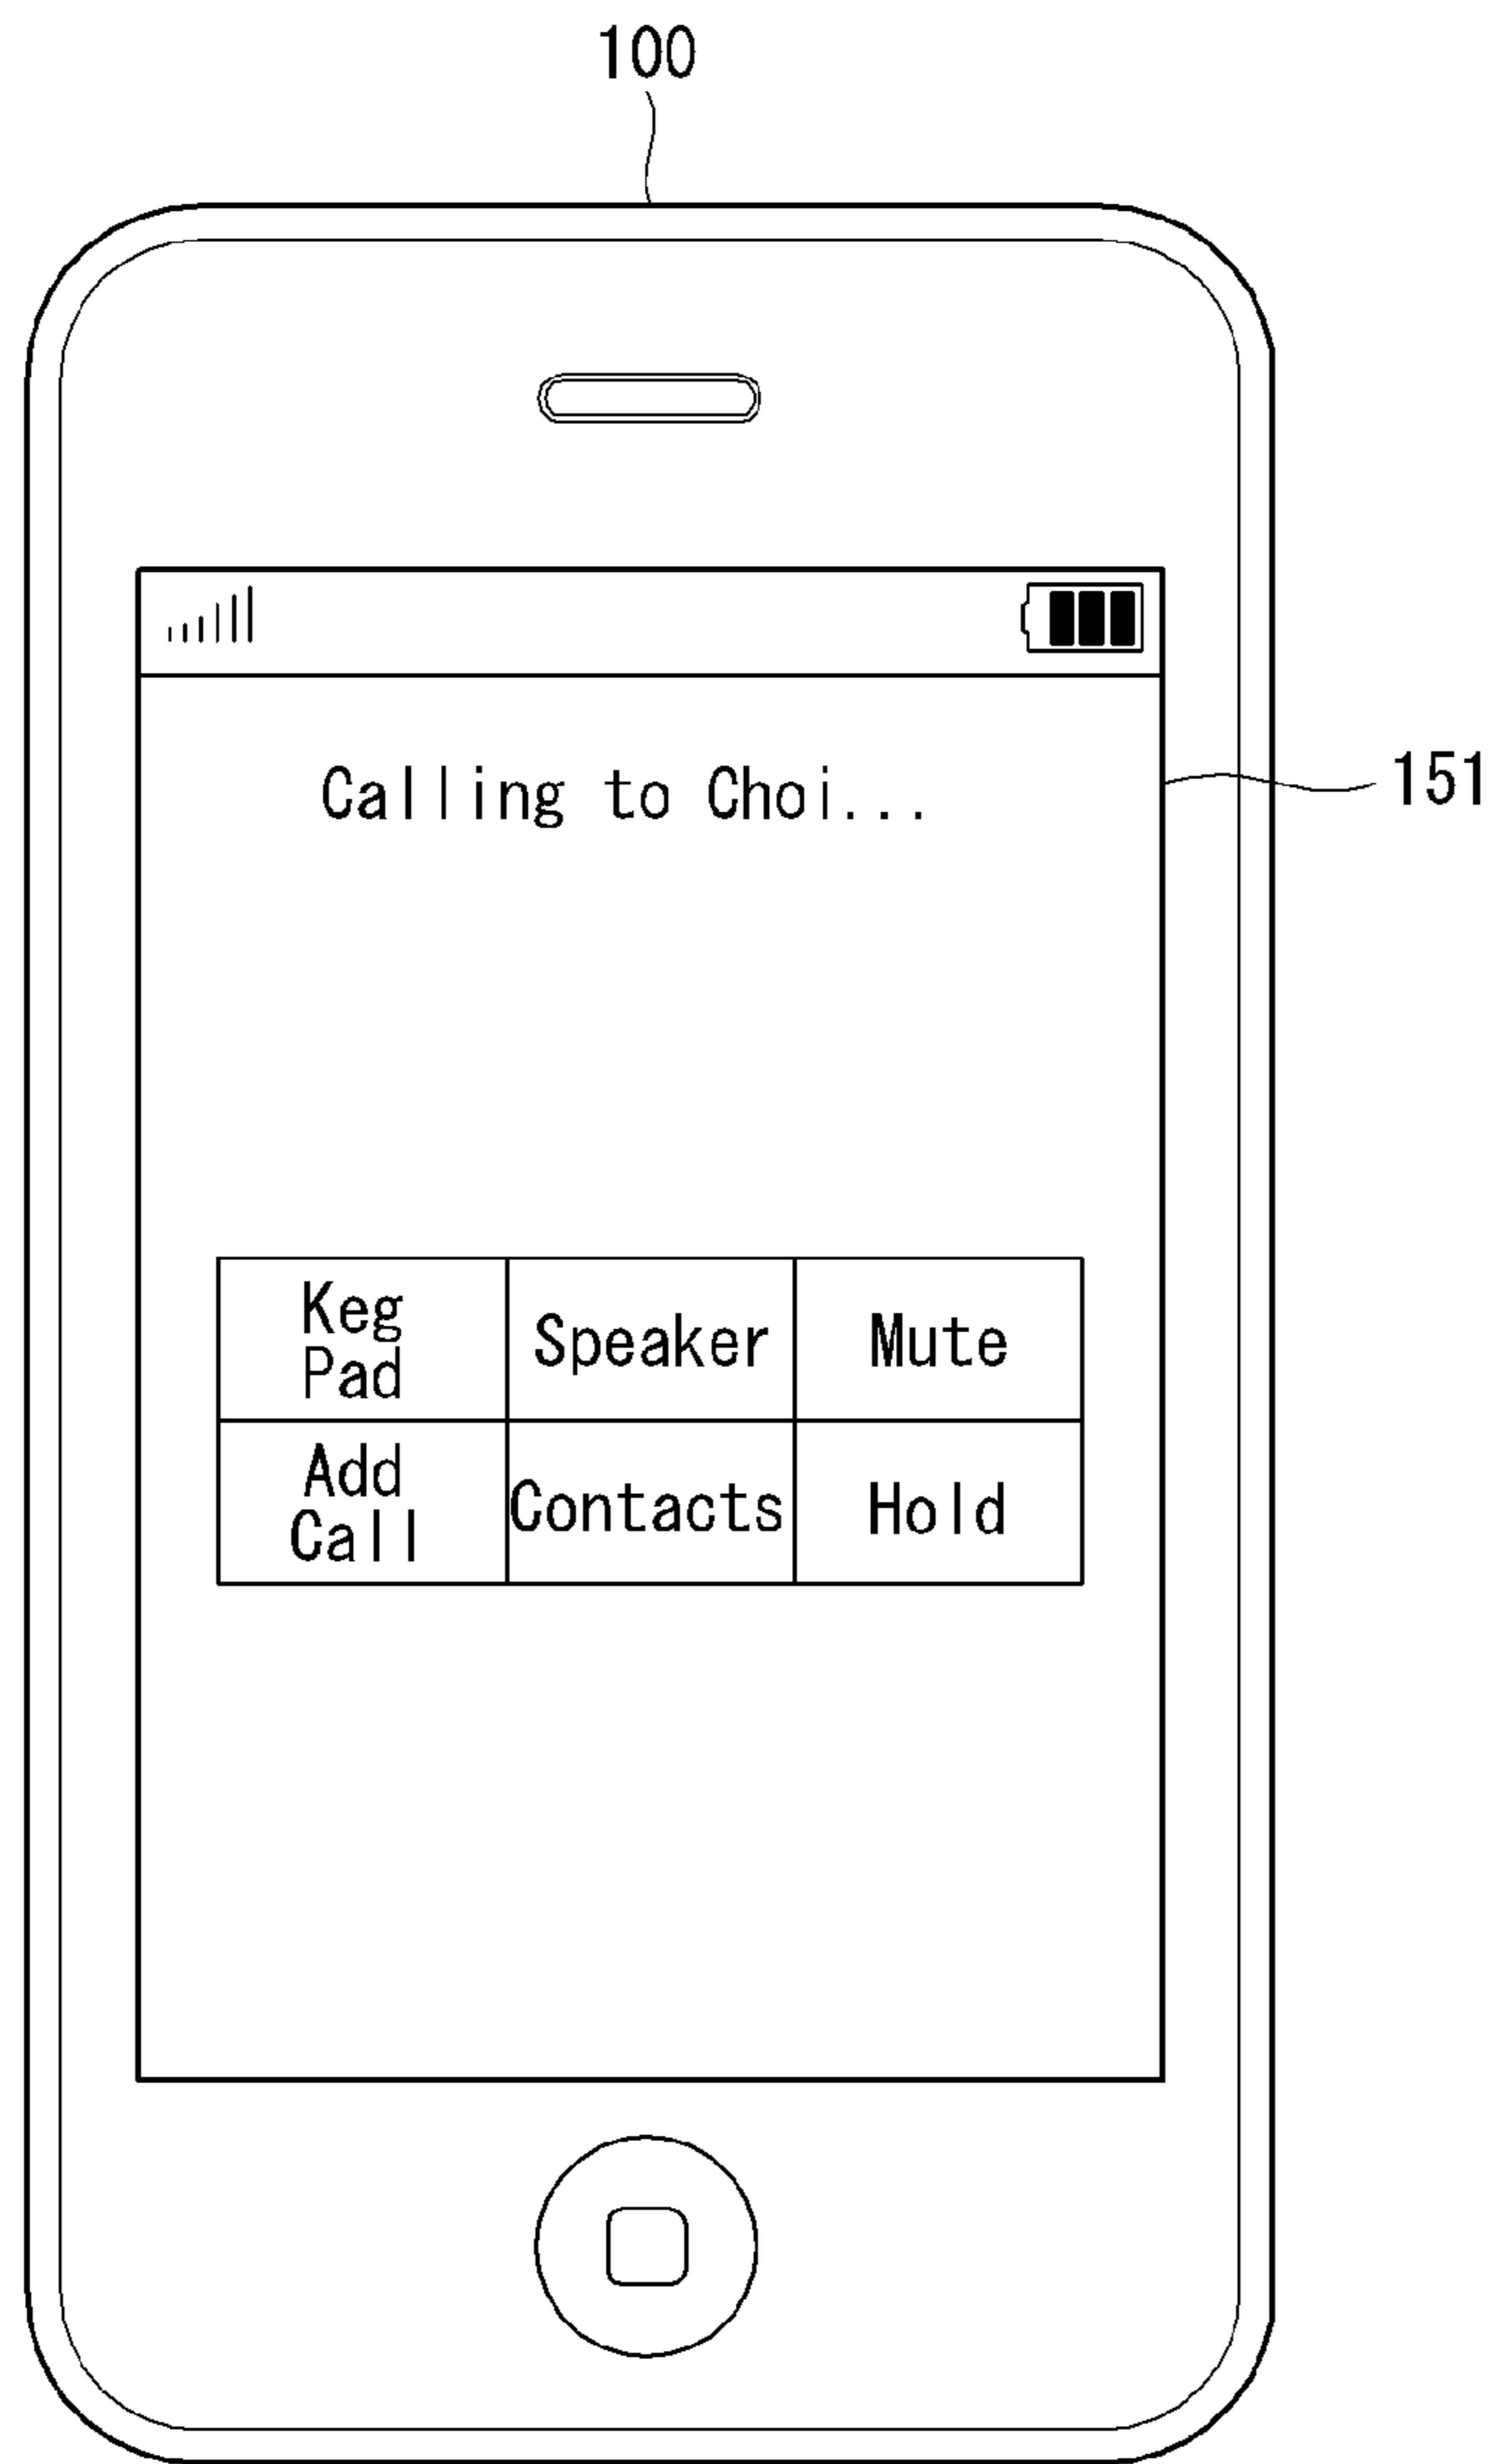 100
151
Calling to Choi...
Keg
Pad
Speaker
Mute
Add
Call
Contacts
Hold